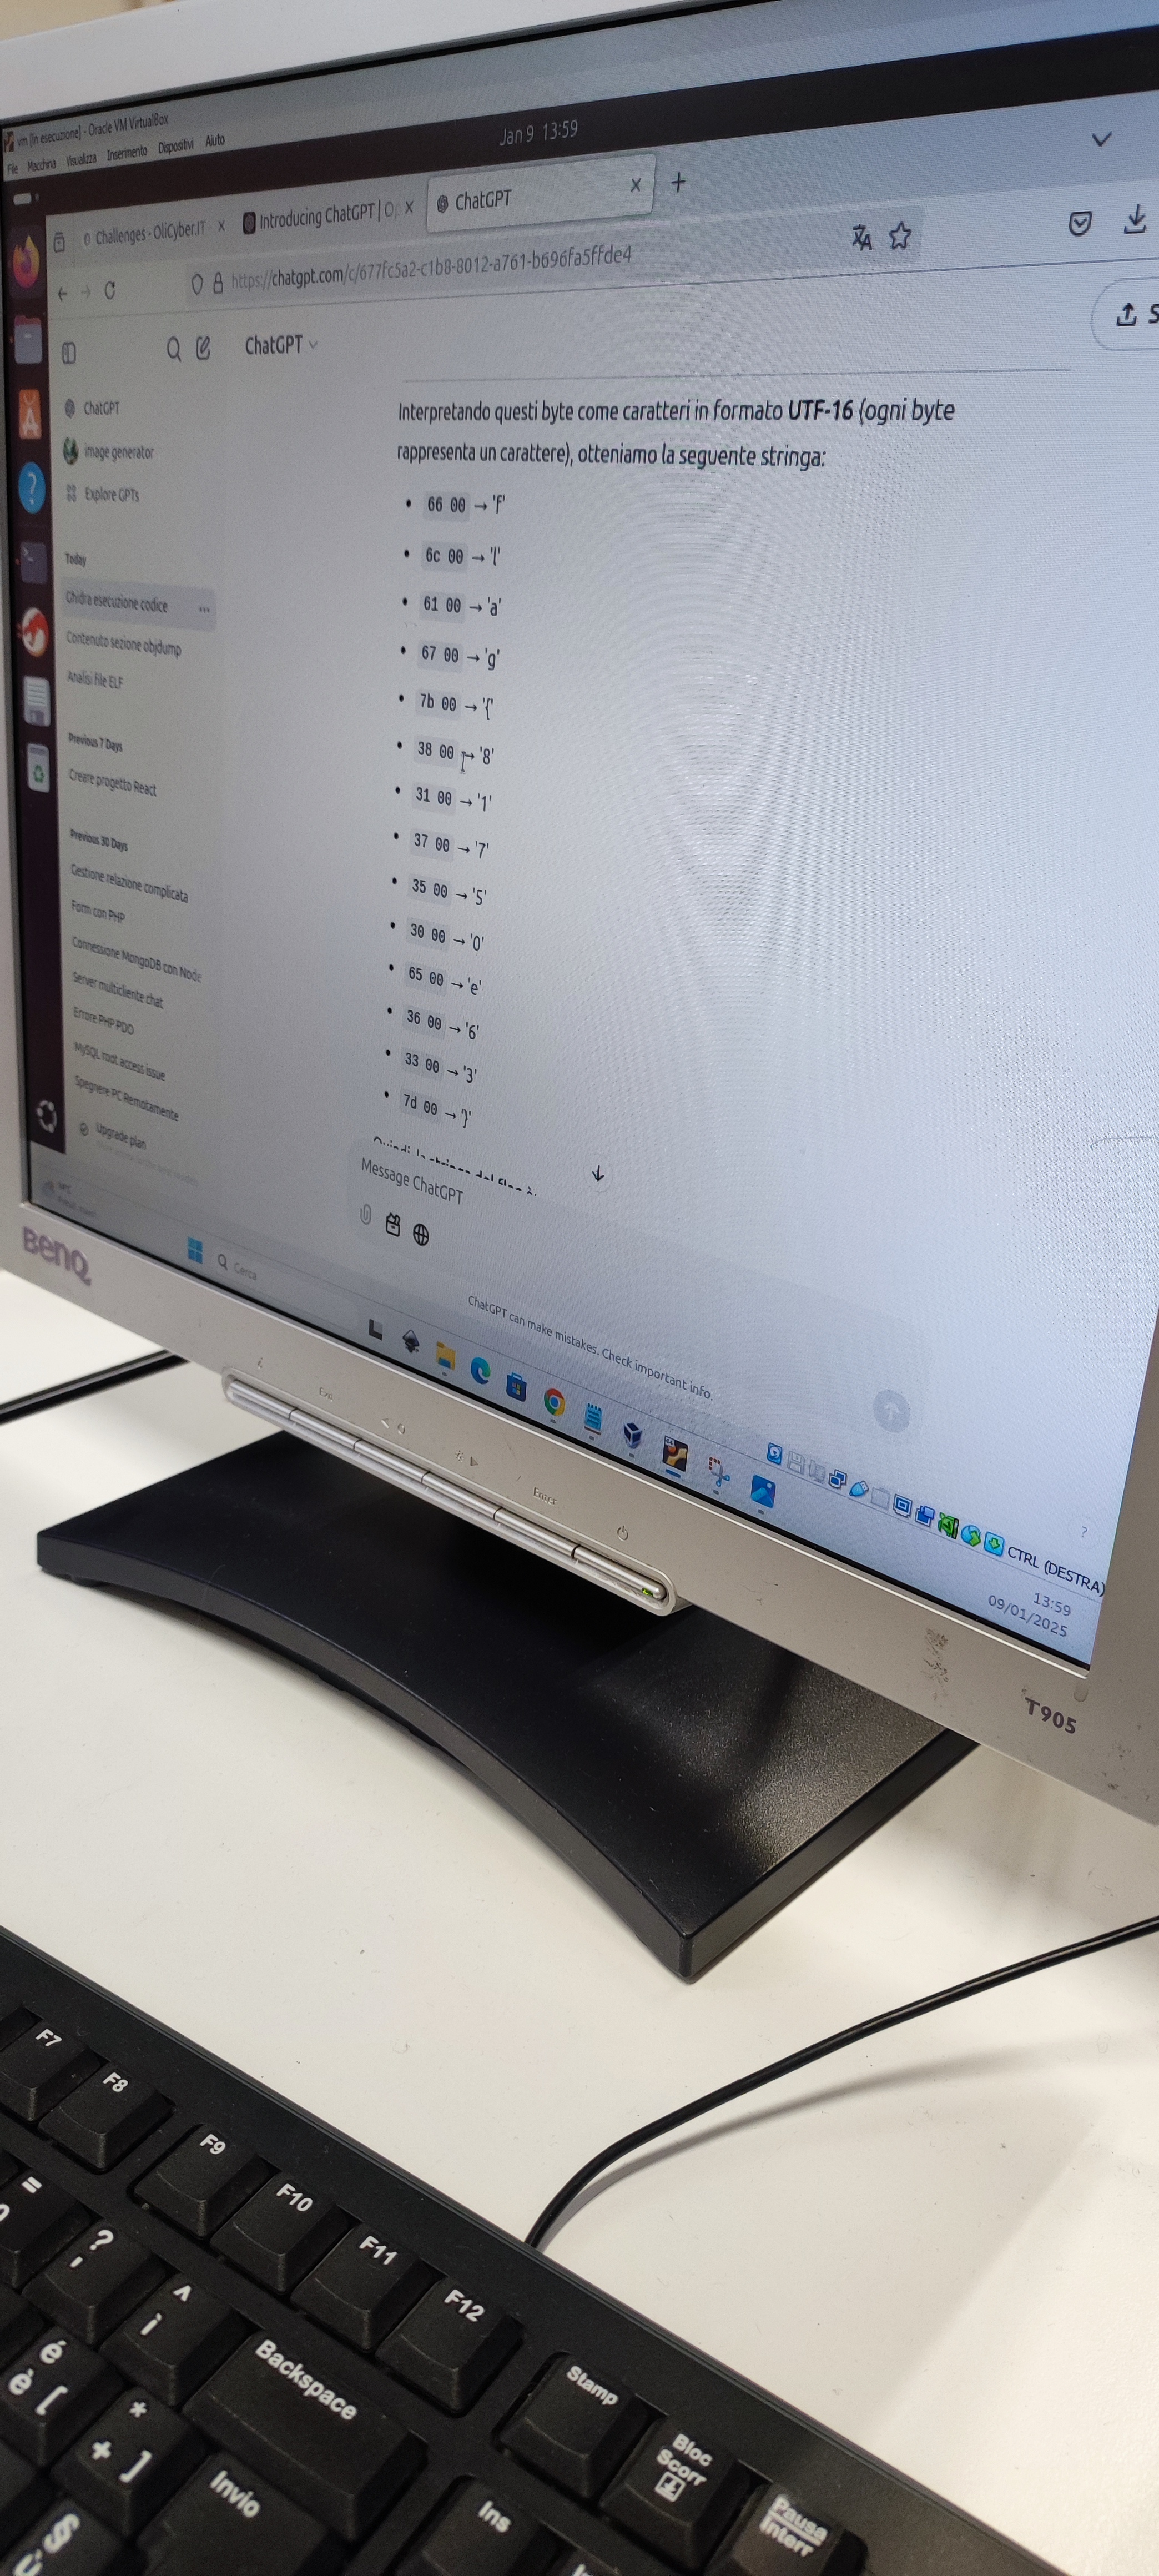 vm [In esecuzione] - Oracle VM VirtualBox
File Macchina Visualizza Inserimento Dispositivi Aiuto
Jan 9 13:59
Challenges - OliCyber.IT
Introducing ChatGPT | Op
ChatGPT
https://chatgpt.com/c/677fc5a2-c1b8-8012-a761-b696fa5ffde4
ChatGPT
S
ChatGPT
image generator
Explore GPTs
Today
Ghidra esecuzione codice
Contenuto sezione objdump
Analisi file ELF
Previous 7 Days
Creare progetto React
Previous 30 Days
Gestione relazione complicata
Form con PHP
Connessione MongoDB con Node
Server multicliente chat
Errore PHP PDO
MySQL root access issue
Spegnere PC Remotamente
Upgrade plan
Interpretando questi byte come caratteri in formato UTF-16 (ogni byte
rappresenta un carattere), otteniamo la seguente stringa:
• 66 00 → 'f'
• 6c 00 → 'l'
• 61 00 → 'a'
• 67 00 → 'g'
• 7b 00 → '{'
• 38 00 → '8'
• 31 00 → '1'
• 37 00 → '7'
• 35 00 → '5'
• 30 00 → '0'
• 65 00 → 'e'
• 36 00 → '6'
• 33 00 → '3'
• 7d 00 → '}'
Message ChatGPT
ChatGPT can make mistakes. Check important info.
?
CTRL (DESTRA)
Cerca
13:59
09/01/2025
BenQ
Enter
T905
F7
F8
F9
F10
F11
F12
=
?
'
^
ì
Backspace
Stamp
Bloc
Scorr
Pausa
Interr
é
è [
*
+ ]
Invio
Ins
§
ù